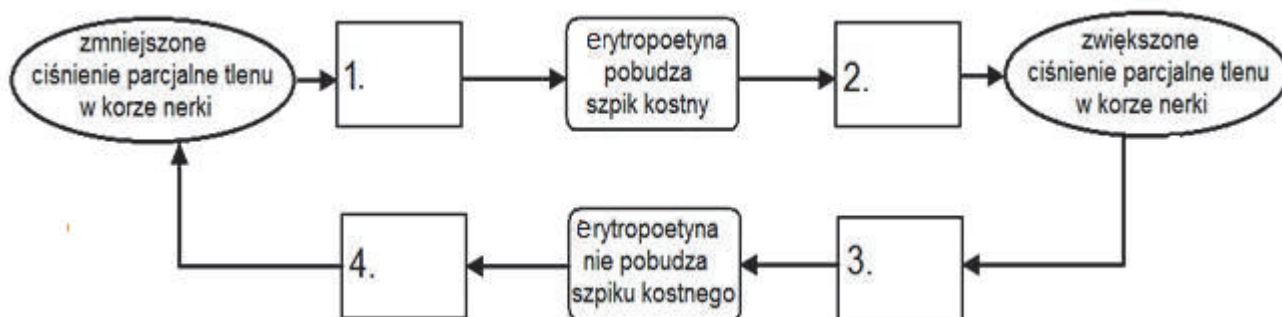 zmniejszone
ciśnienie parcjalne tlenu
w korze nerki
1.
erytropoetyna
pobudza
szpik kostny
2.
zwiększone
ciśnienie parcjalne tlenu
w korze nerki
4.
erytropoetyna
nie pobudza
szpiku kostnego
3.